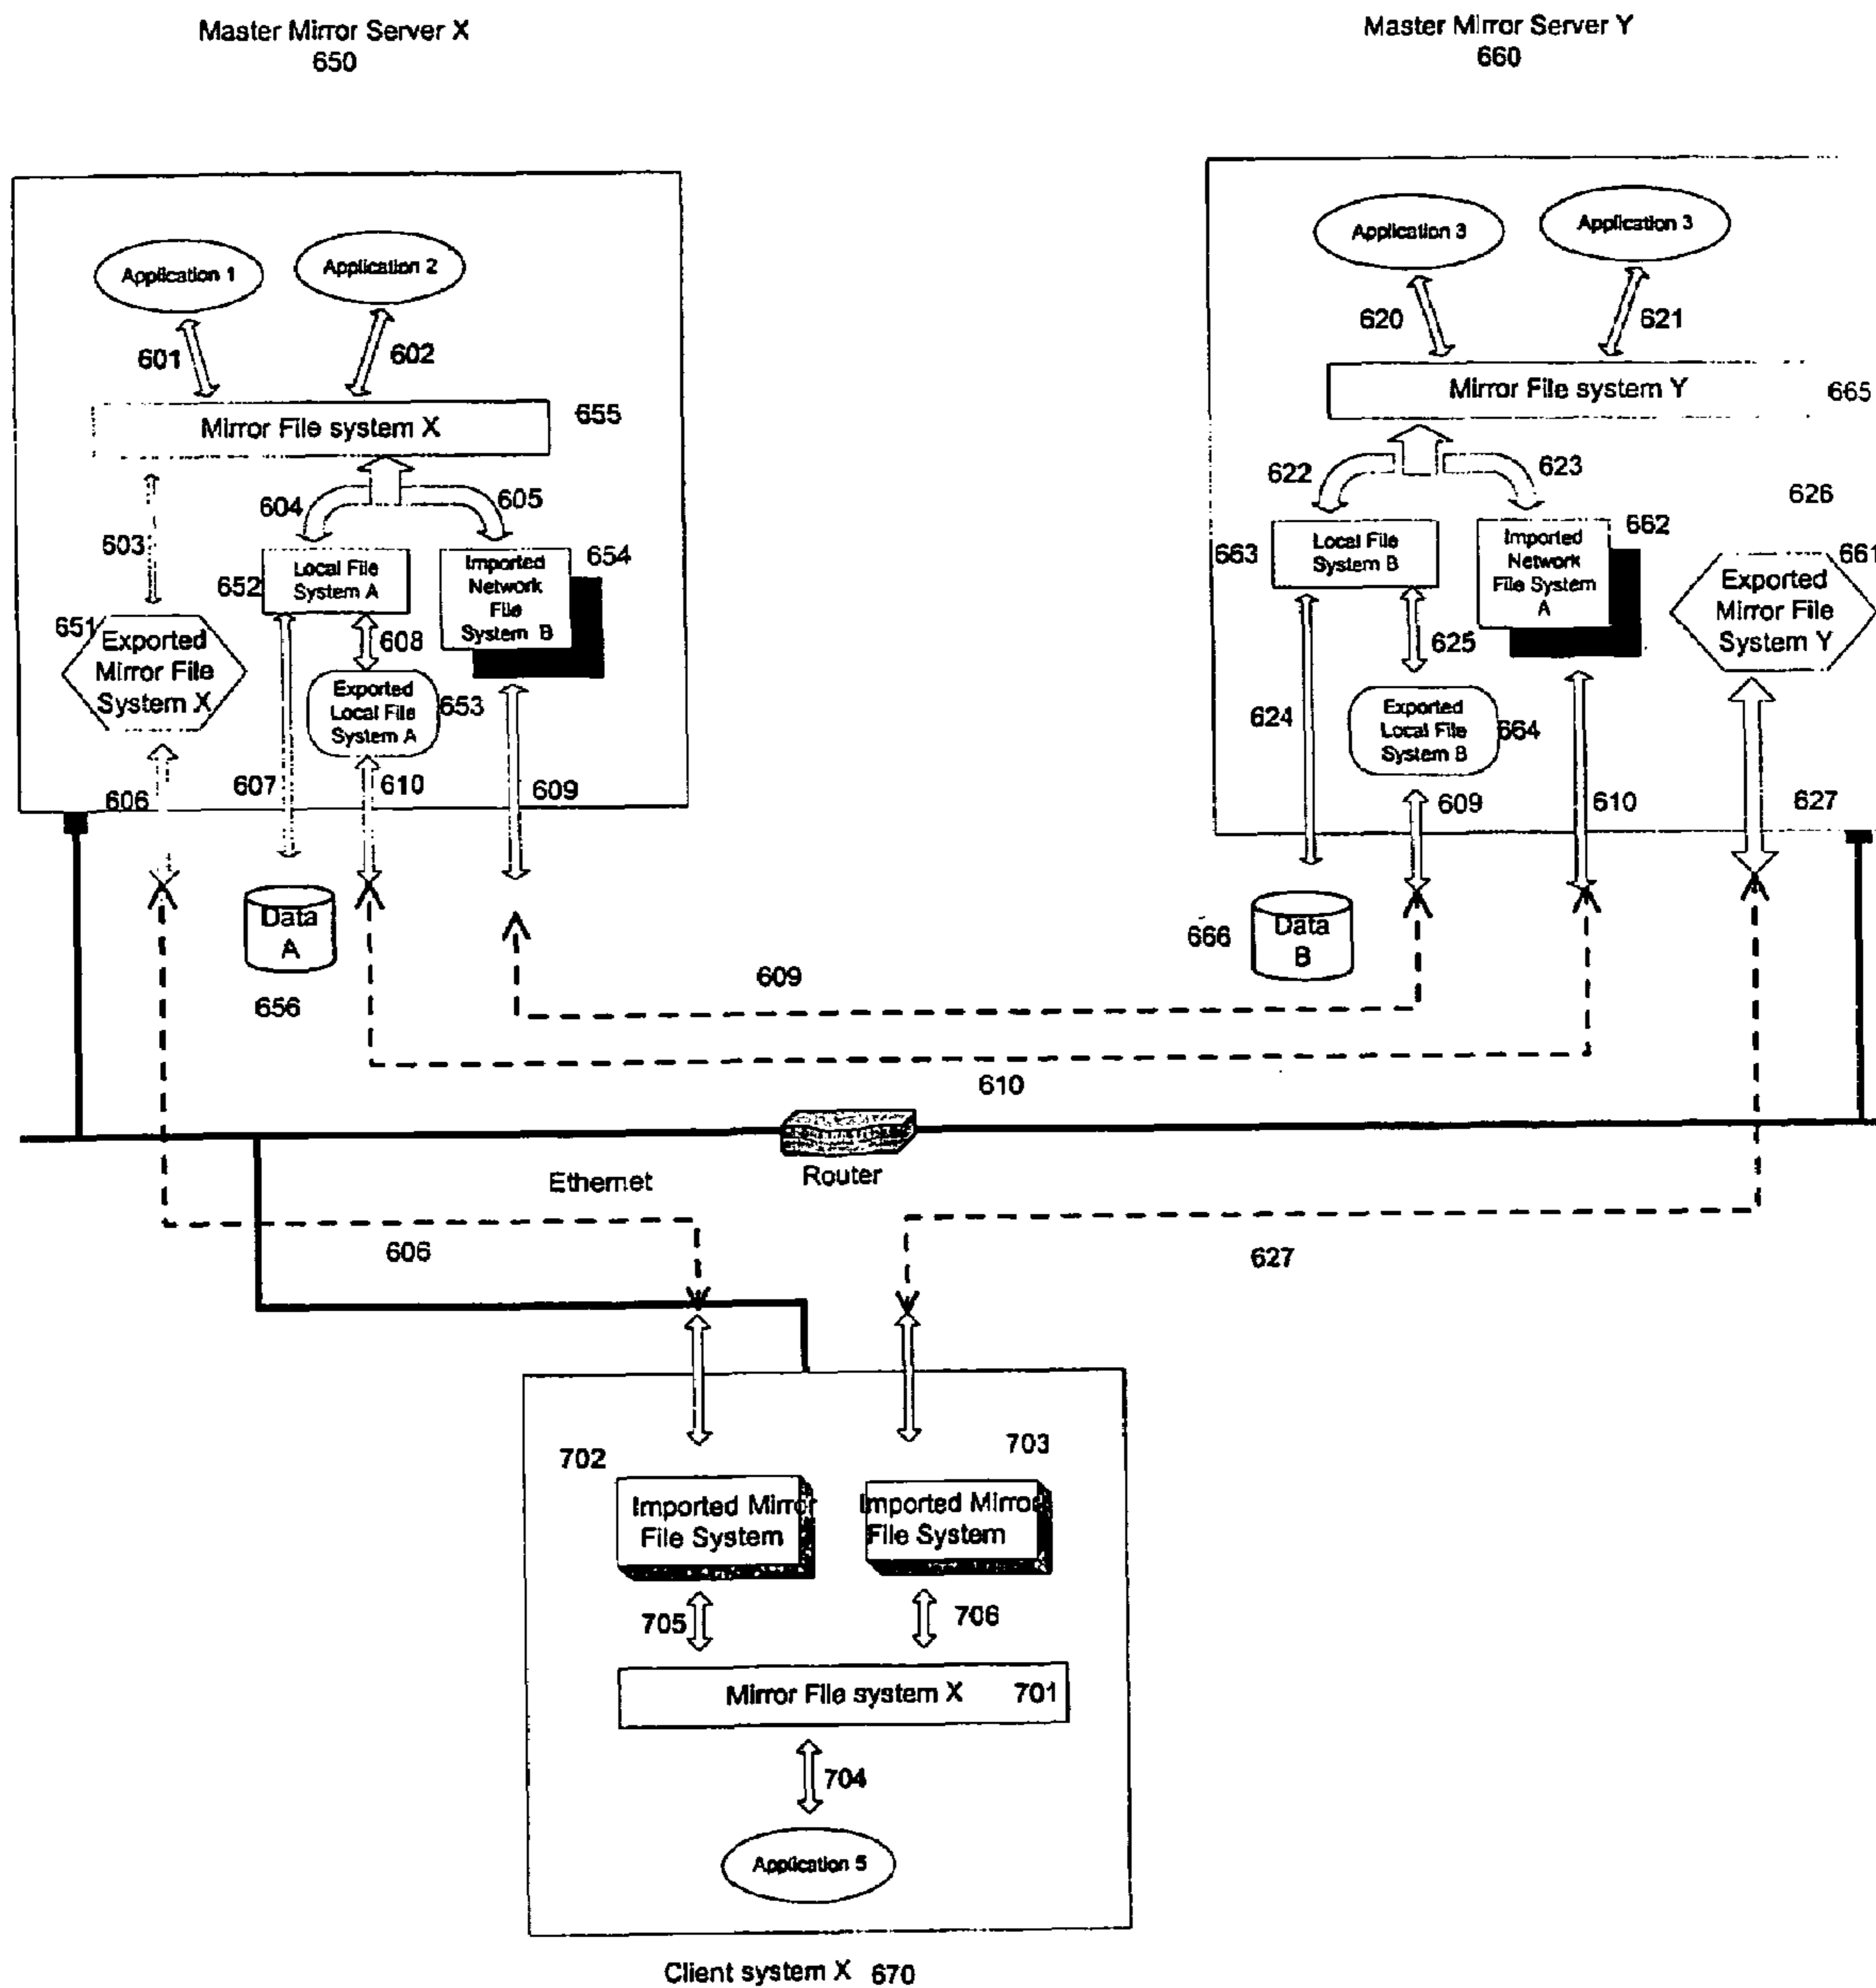 Master Mirror Server X
650
Master Mirror Server Y
660
Application 1
Application 2
601
602
Mirror File system X
655
604
605
603
652
Local File
System A
654
Imported
Network
File
System B
651
Exported
Mirror File
System X
608
Exported
Local File
System A
653
606
607
610
609
Data
A
656
Application 3
Application 3
620
621
Mirror File system Y
665
622
623
626
663
Local File
System B
662
Imported
Network
File System
A
661
Exported
Mirror File
System Y
625
624
Exported
Local File
System B
664
609
610
627
666
Data
B
609
610
Router
Ethernet
606
627
702
703
Imported Mirror
File System
Imported Mirror
File System
705
706
Mirror File system X
701
704
Application 5
Client system X 670